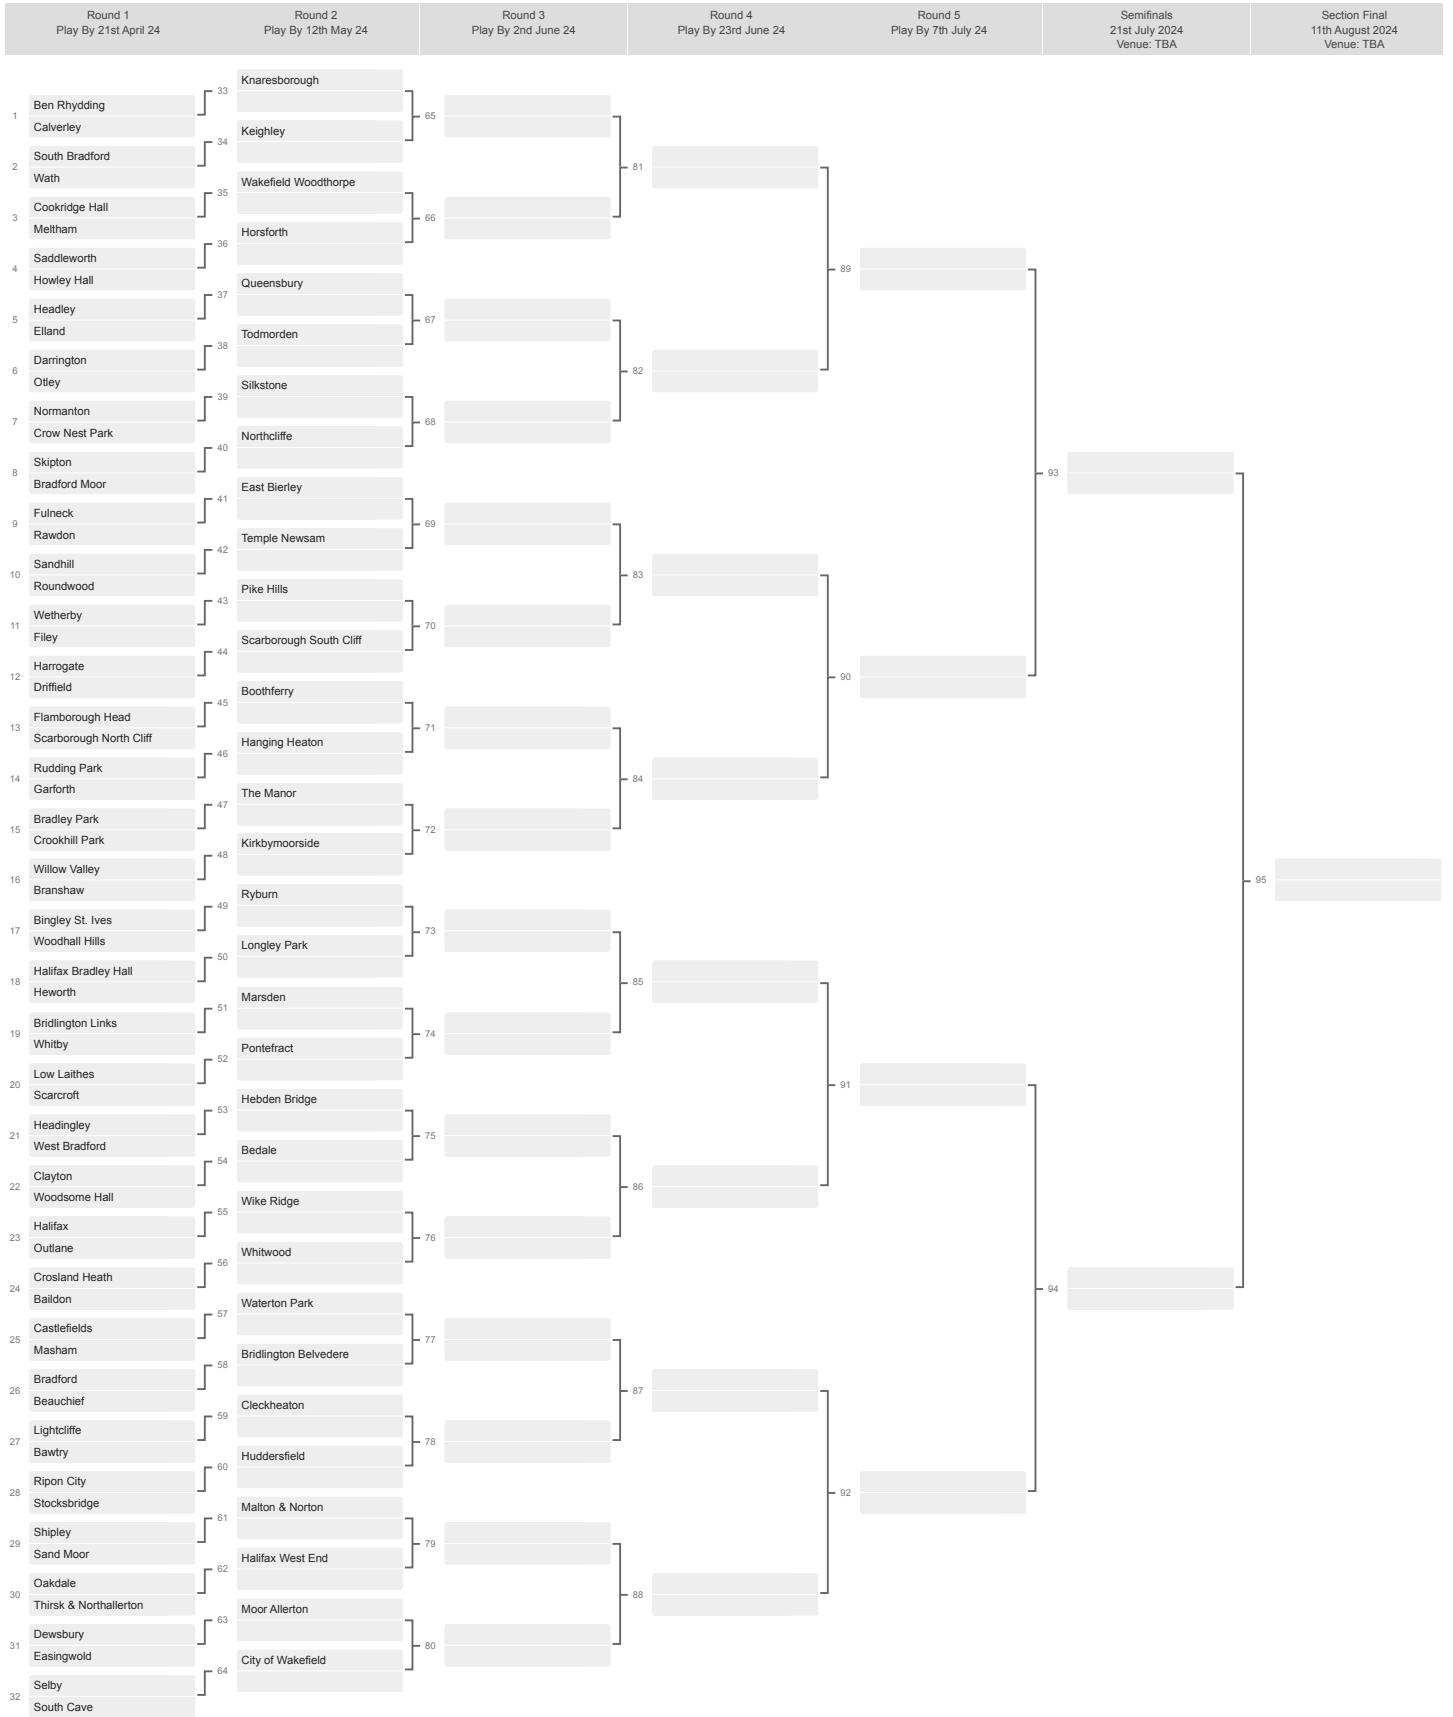 Round 1
Play By 21st April 24
Round 2
Play By 12th May 24
Round 3
Play By 2nd June 24
Round 4
Play By 23rd June 24
Round 5
Play By 7th July 24
Semifinals
21st July 2024
Venue: TBA
Section Final
11th August 2024
Venue: TBA
1
Ben Rhydding
Calverley
2
South Bradford
Wath
3
Cookridge Hall
Meltham
4
Saddleworth
Howley Hall
5
Headley
Elland
6
Darrington
Otley
7
Normanton
Crow Nest Park
8
Skipton
Bradford Moor
9
Fulneck
Rawdon
10
Sandhill
Roundwood
11
Wetherby
Filey
12
Harrogate
Driffield
13
Flamborough Head
Scarborough North Cliff
14
Rudding Park
Garforth
15
Bradley Park
Crookhill Park
16
Willow Valley
Branshaw
17
Bingley St. Ives
Woodhall Hills
18
Halifax Bradley Hall
Heworth
19
Bridlington Links
Whitby
20
Low Laithes
Scarcroft
21
Headingley
West Bradford
22
Clayton
Woodsome Hall
23
Halifax
Outlane
24
Crosland Heath
Baildon
25
Castlefields
Masham
26
Bradford
Beauchief
27
Lightcliffe
Bawtry
28
Ripon City
Stocksbridge
29
Shipley
Sand Moor
30
Oakdale
Thirsk & Northallerton
31
Dewsbury
Easingwold
32
Selby
South Cave
33
Knaresborough
34
Keighley
35
Wakefield Woodthorpe
36
Horsforth
37
Queensbury
38
Todmorden
39
Silkstone
40
Northcliffe
41
East Bierley
42
Temple Newsam
43
Pike Hills
44
Scarborough South Cliff
45
Boothferry
46
Hanging Heaton
47
The Manor
48
Kirkbymoorside
49
Ryburn
50
Longley Park
51
Marsden
52
Pontefract
53
Hebden Bridge
54
Bedale
55
Wike Ridge
56
Whitwood
57
Waterton Park
58
Bridlington Belvedere
59
Cleckheaton
60
Huddersfield
61
Malton & Norton
62
Halifax West End
63
Moor Allerton
64
City of Wakefield
65
66
67
68
69
70
71
72
73
74
75
76
77
78
79
80
81
82
83
84
85
86
87
88
89
90
91
92
93
94
95